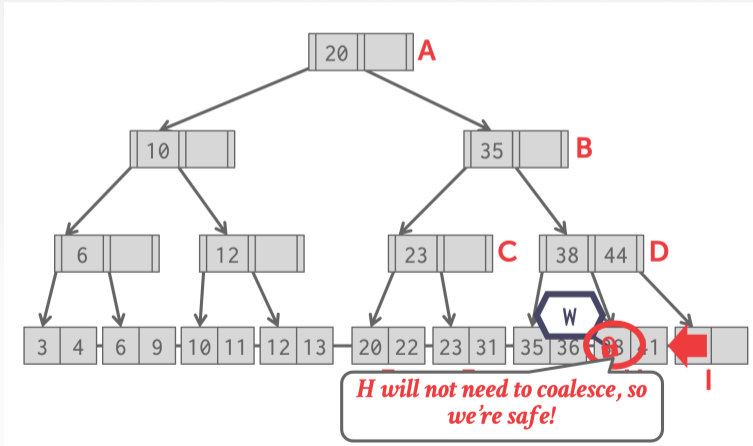 20 A
10 35 B
6 12 23 C 38 44 D
W
3 4 6 9 10 11 12 13 20 22 23 31 35 36 41
I
H will not need to coalesce, so
we're safe!